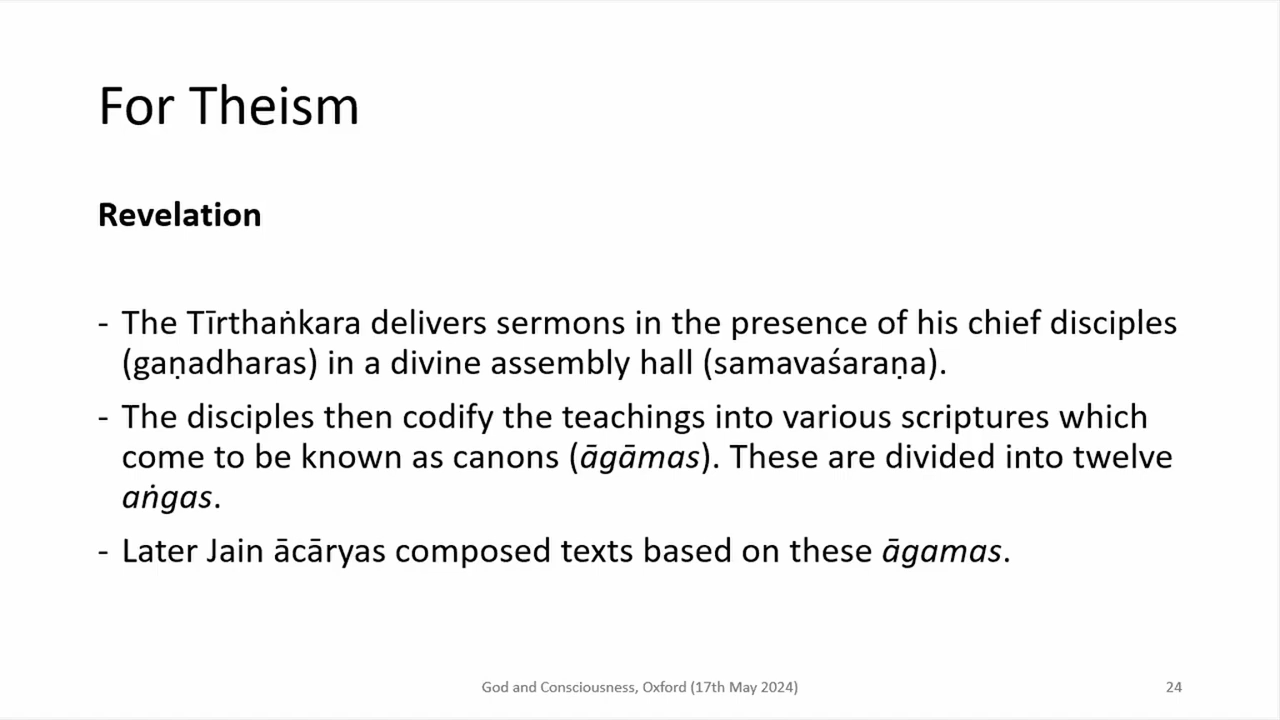 For Theism
Revelation
- The Tīrthaṅkara delivers sermons in the presence of his chief disciples
(gaṇadharas) in a divine assembly hall (samavaśaraṇa).
- The disciples then codify the teachings into various scriptures which
come to be known as canons (āgāmas). These are divided into twelve
aṅgas.
- Later Jain ācāryas composed texts based on these āgamas.
God and Consciousness, Oxford (17th May 2024)
24